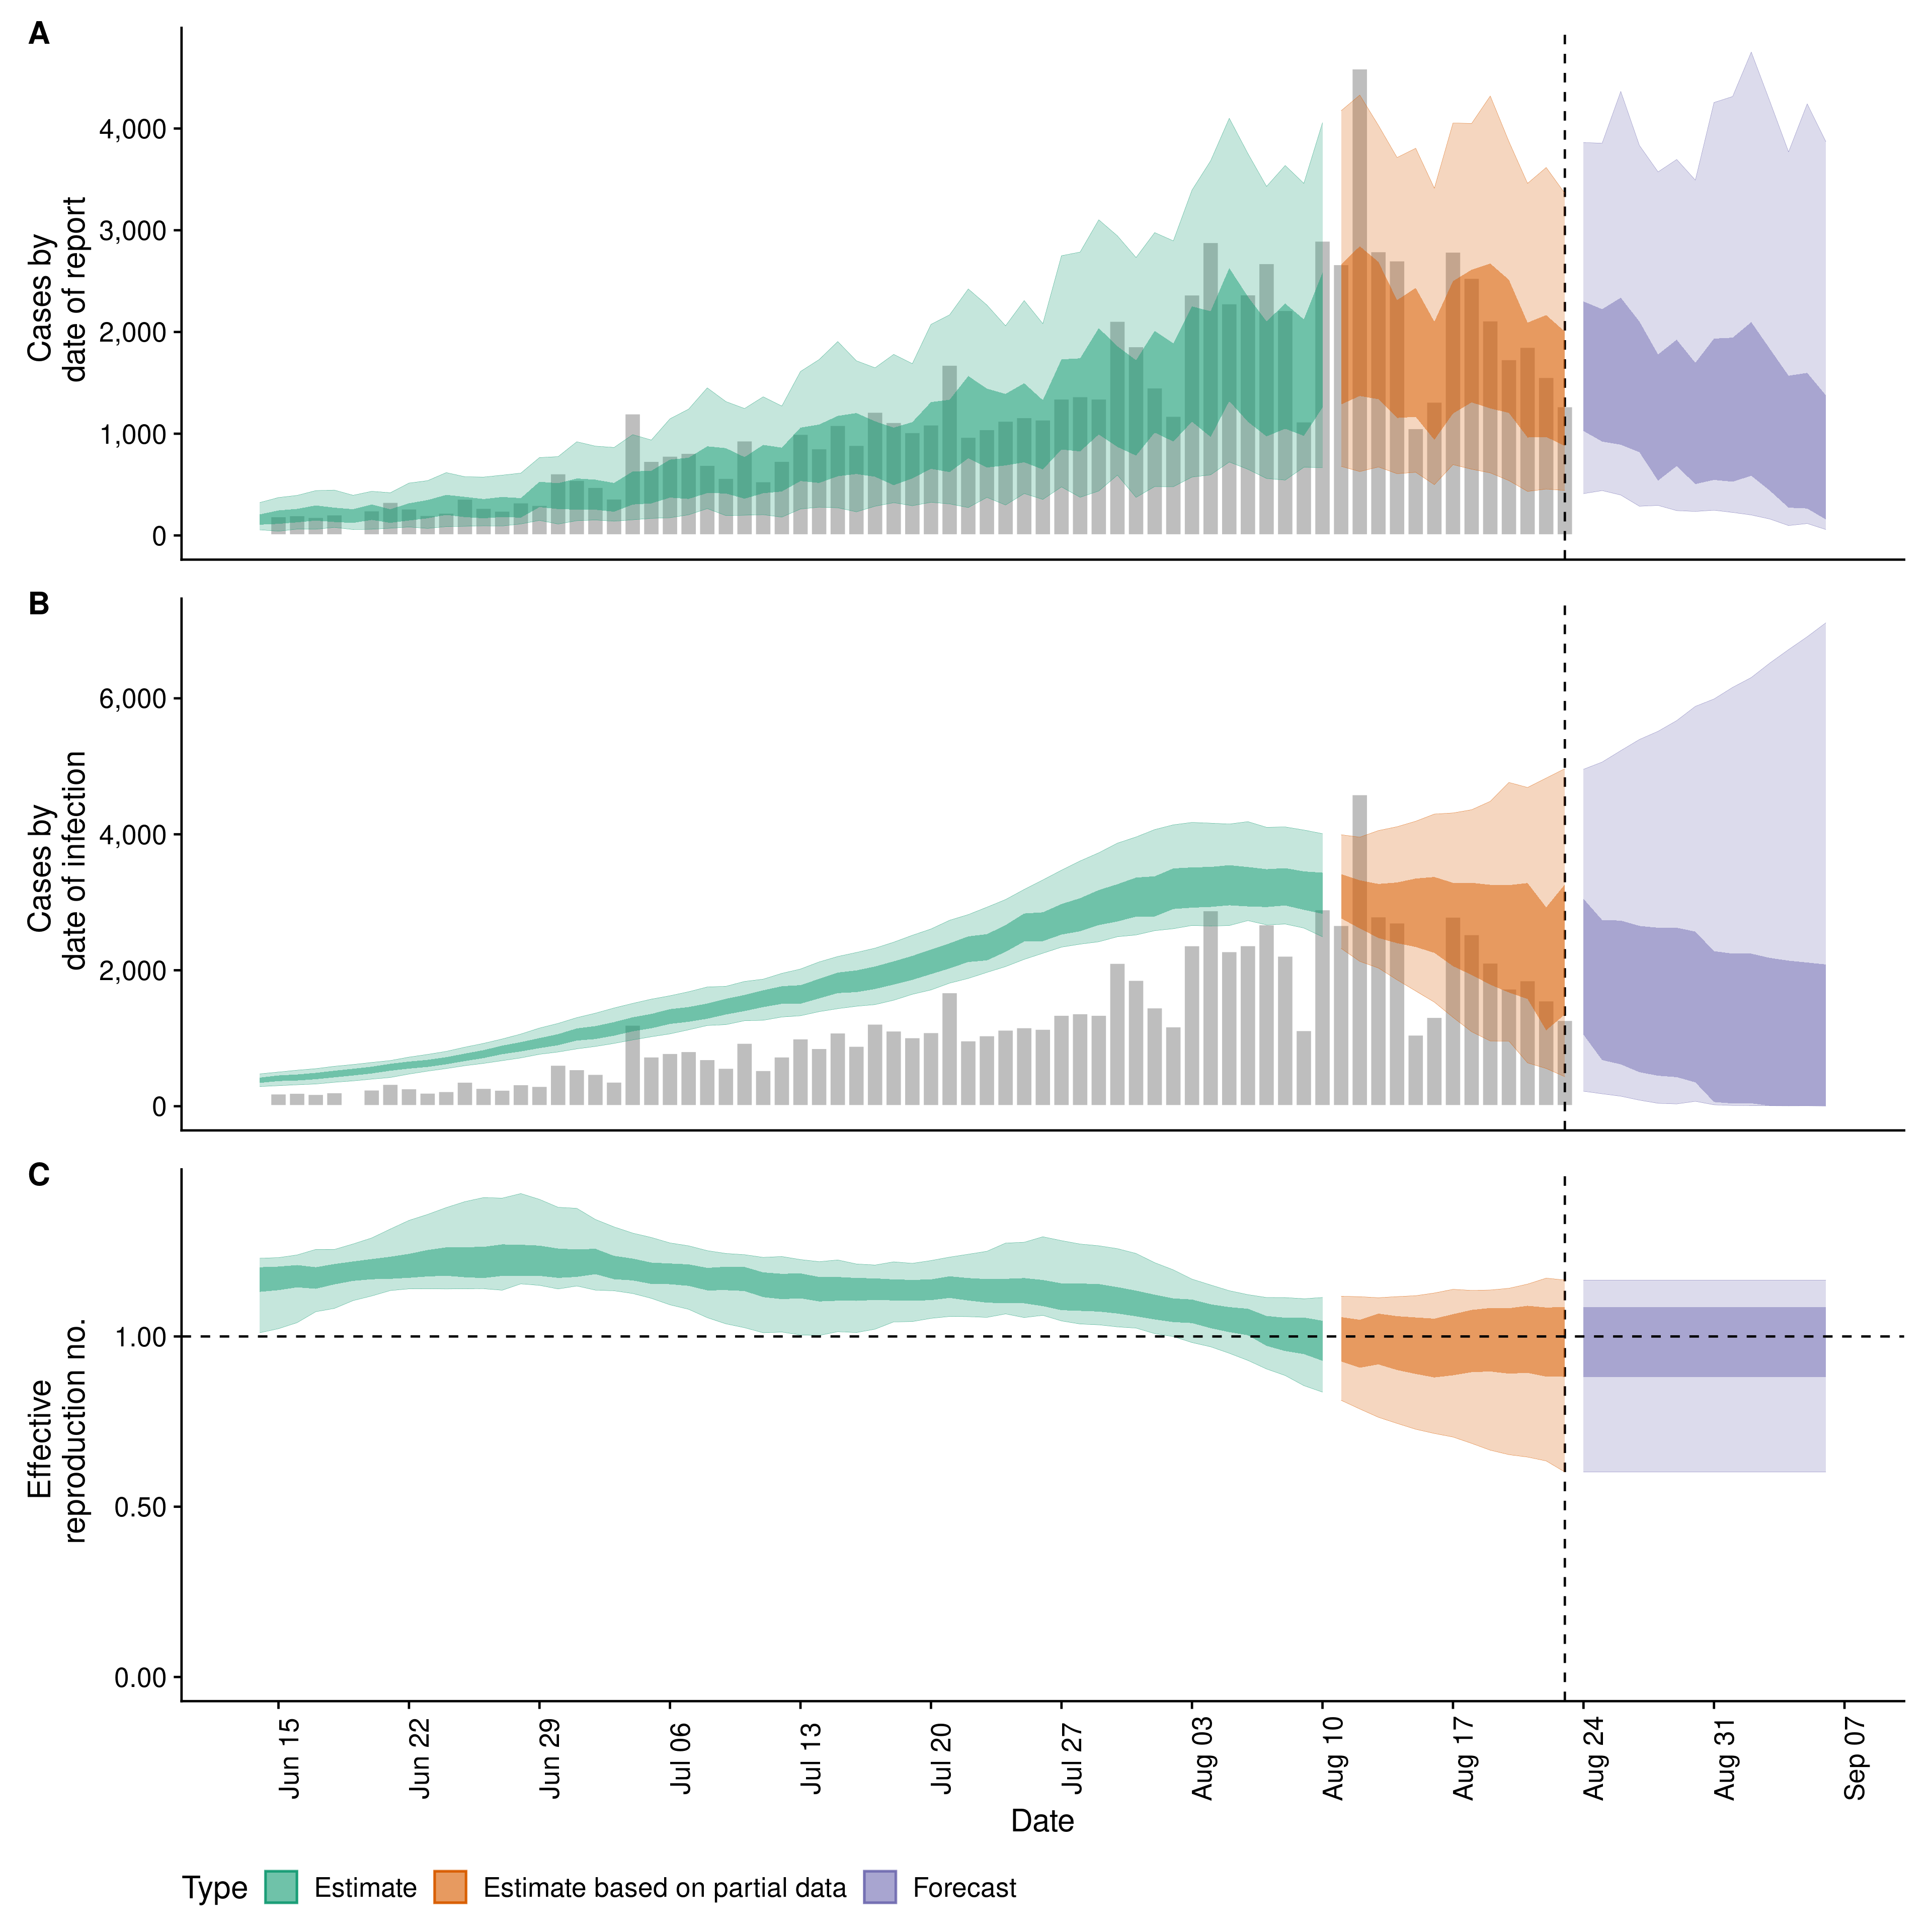 A
Cases by
date of report
4,000
3,000
2,000
1,000
0
B
Cases by
date of infection
6,000
4,000
2,000
0
C
Effective
reproduction no.
1.00
0.50
0.00
Jun 15
Jun 22
Jun 29
Jul 06
Jul 13
Jul 20
Jul 27
Aug 03
Aug 10
Aug 17
Aug 24
Aug 31
Sep 07
Date
Type Estimate Estimate based on partial data Forecast